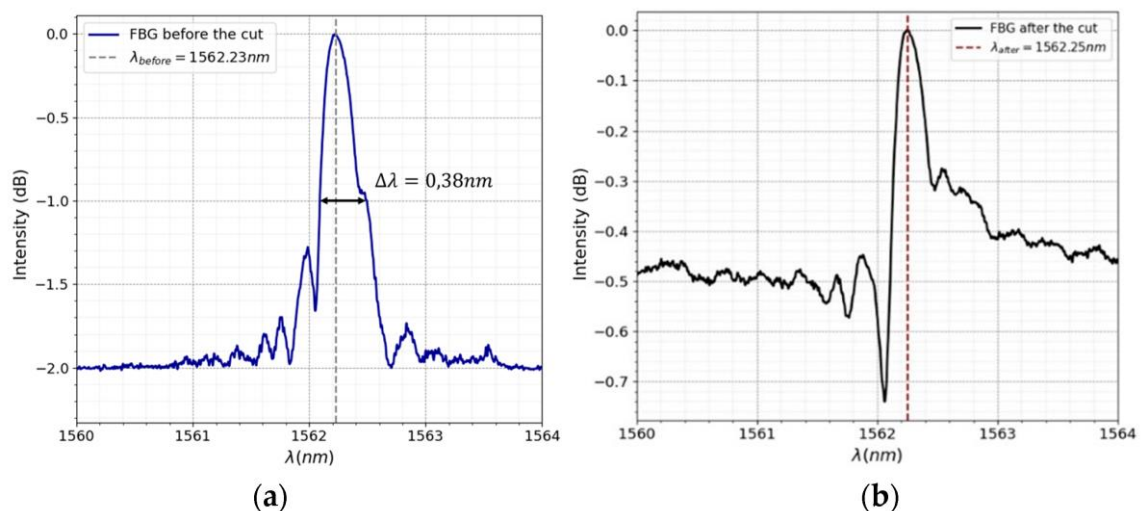 FBG before the cut
λbefore = 1562.23nm
0.0
−0.5
−1.0
−1.5
−2.0
Intensity (dB)
Δλ = 0,38nm
1560
1561
1562
1563
1564
λ(nm)
(a)
FBG after the cut
λafter = 1562.25nm
0.0
−0.1
−0.2
−0.3
−0.4
−0.5
−0.6
−0.7
Intensity (dB)
1560
1561
1562
1563
1564
λ(nm)
(b)